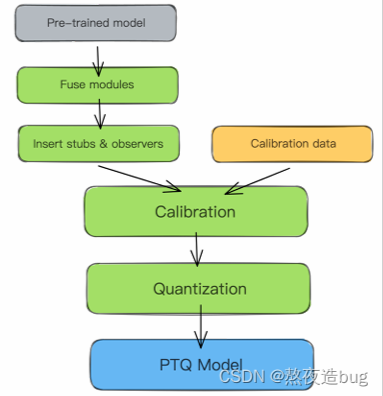 Pre-trained model
Fuse modules
Insert stubs & observers
Calibration data
Calibration
Quantization
PTQ Model
CSDN @熬夜造bug